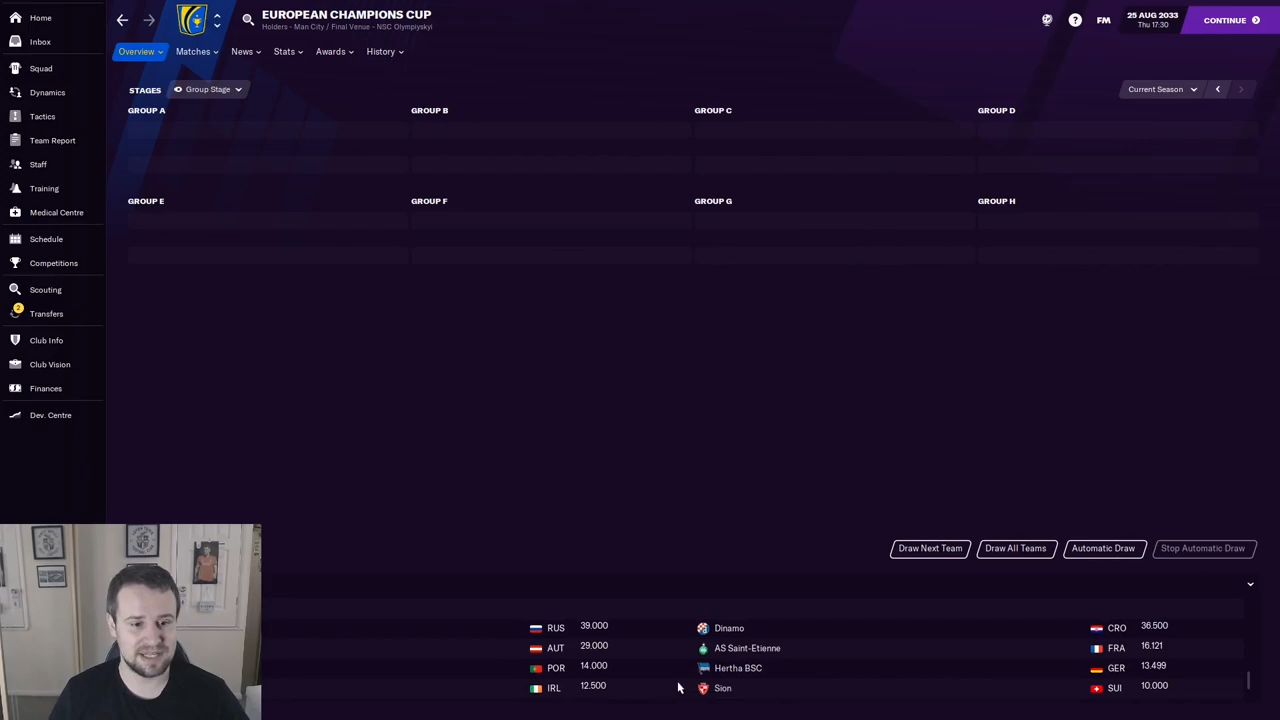 EUROPEAN CHAMPIONS CUP
Holders - Man City / Final Venue - NSC Olympiyskyi
FM
25 AUG 2033
Thu 17:30
CONTINUE
Home
Inbox
Squad
Dynamics
Tactics
Team Report
Staff
Training
Medical Centre
Schedule
Competitions
Scouting
2
Transfers
Club Info
Club Vision
Finances
Dev. Centre
Overview
Matches
News
Stats
Awards
History
STAGES
Group Stage
Current Season
GROUP A
GROUP B
GROUP C
GROUP D
GROUP E
GROUP F
GROUP G
GROUP H
Draw Next Team
Draw All Teams
Automatic Draw
Stop Automatic Draw
RUS 39.000 Dinamo CRO 36.500
AUT 29.000 AS Saint-Etienne FRA 16.121
POR 14.000 Hertha BSC GER 13.499
IRL 12.500 Sion SUI 10.000